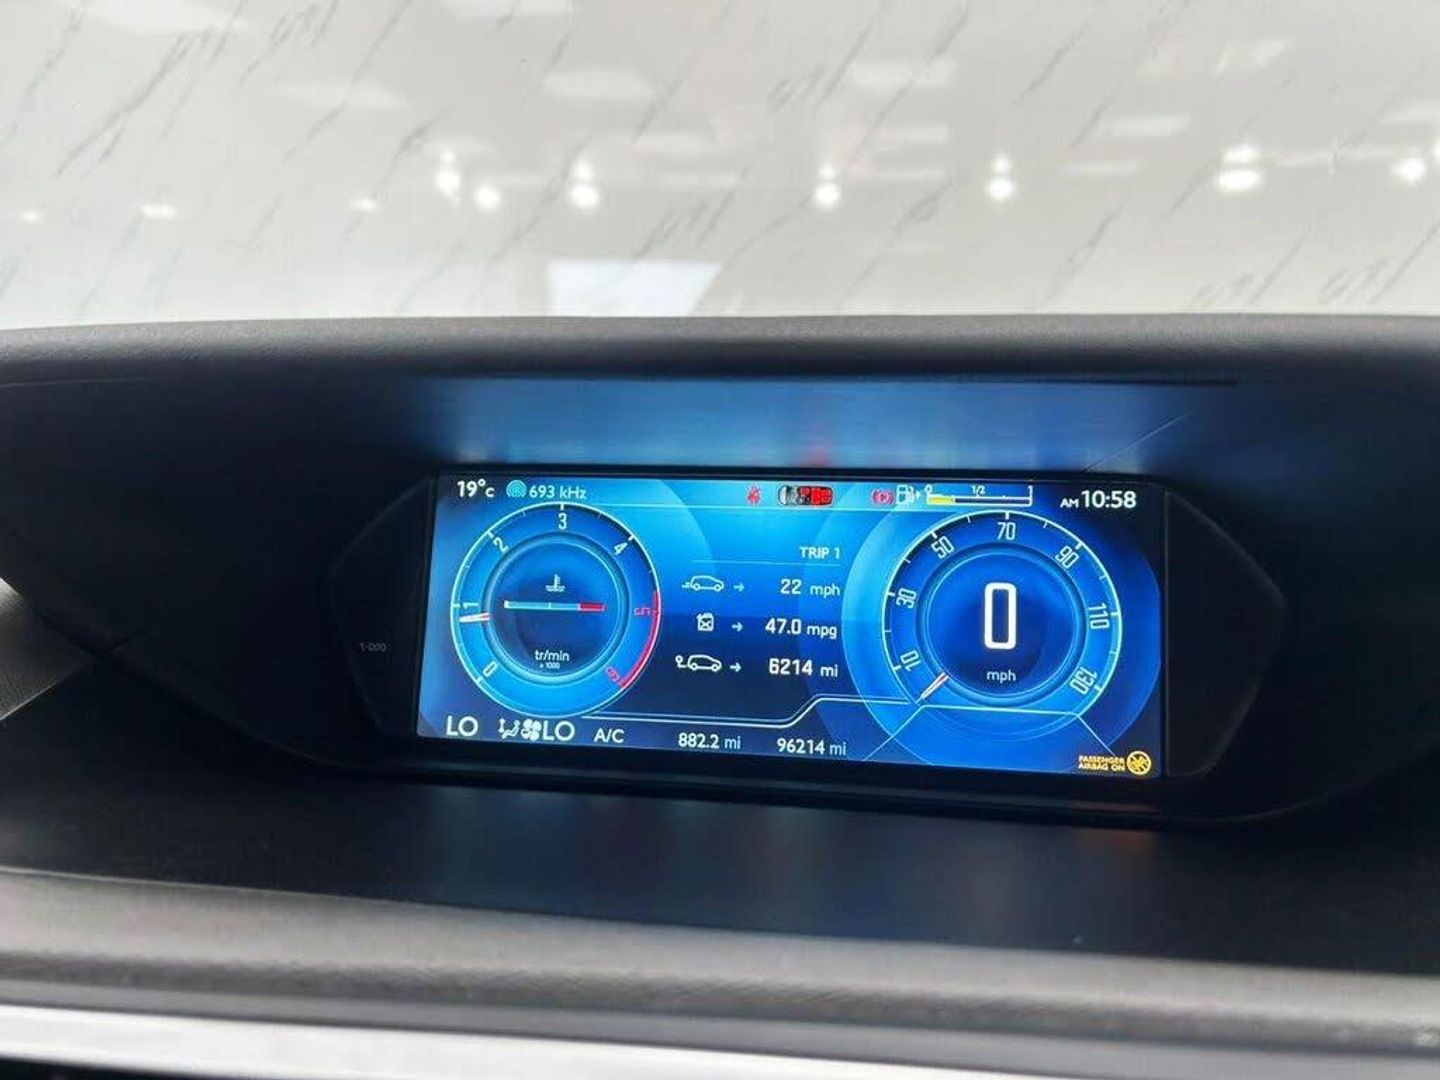 19°C 693 kHz
0 1/2 1
AM 10:58
0 1 2 3 4 5 6
tr/min
x 1000
TRIP 1
22 mph
47.0 mpg
6214 mi
10 30 50 70 90 110 130
0
mph
LO LO A/C
882.2 mi 96214 mi
PASSENGER
AIRBAG ON